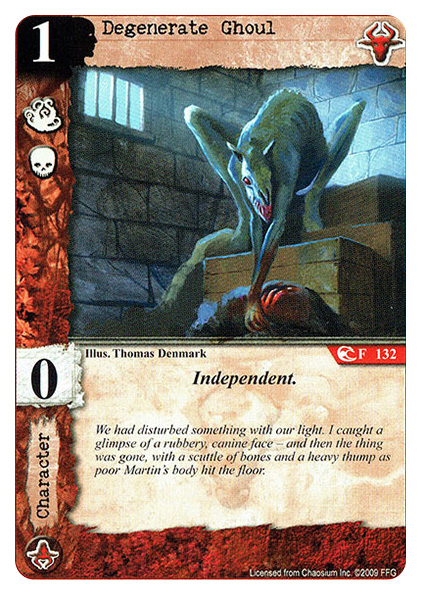 1 Degenerate Ghoul
Illus. Thomas Denmark
F 132
0
Independent.
We had disturbed something with our light. I caught a
glimpse of a rubbery, canine face – and then the thing
was gone, with a scuttle of bones and a heavy thump as
poor Martin's body hit the floor.
Character
Licensed from Chaosium Inc. ©2009 FFG